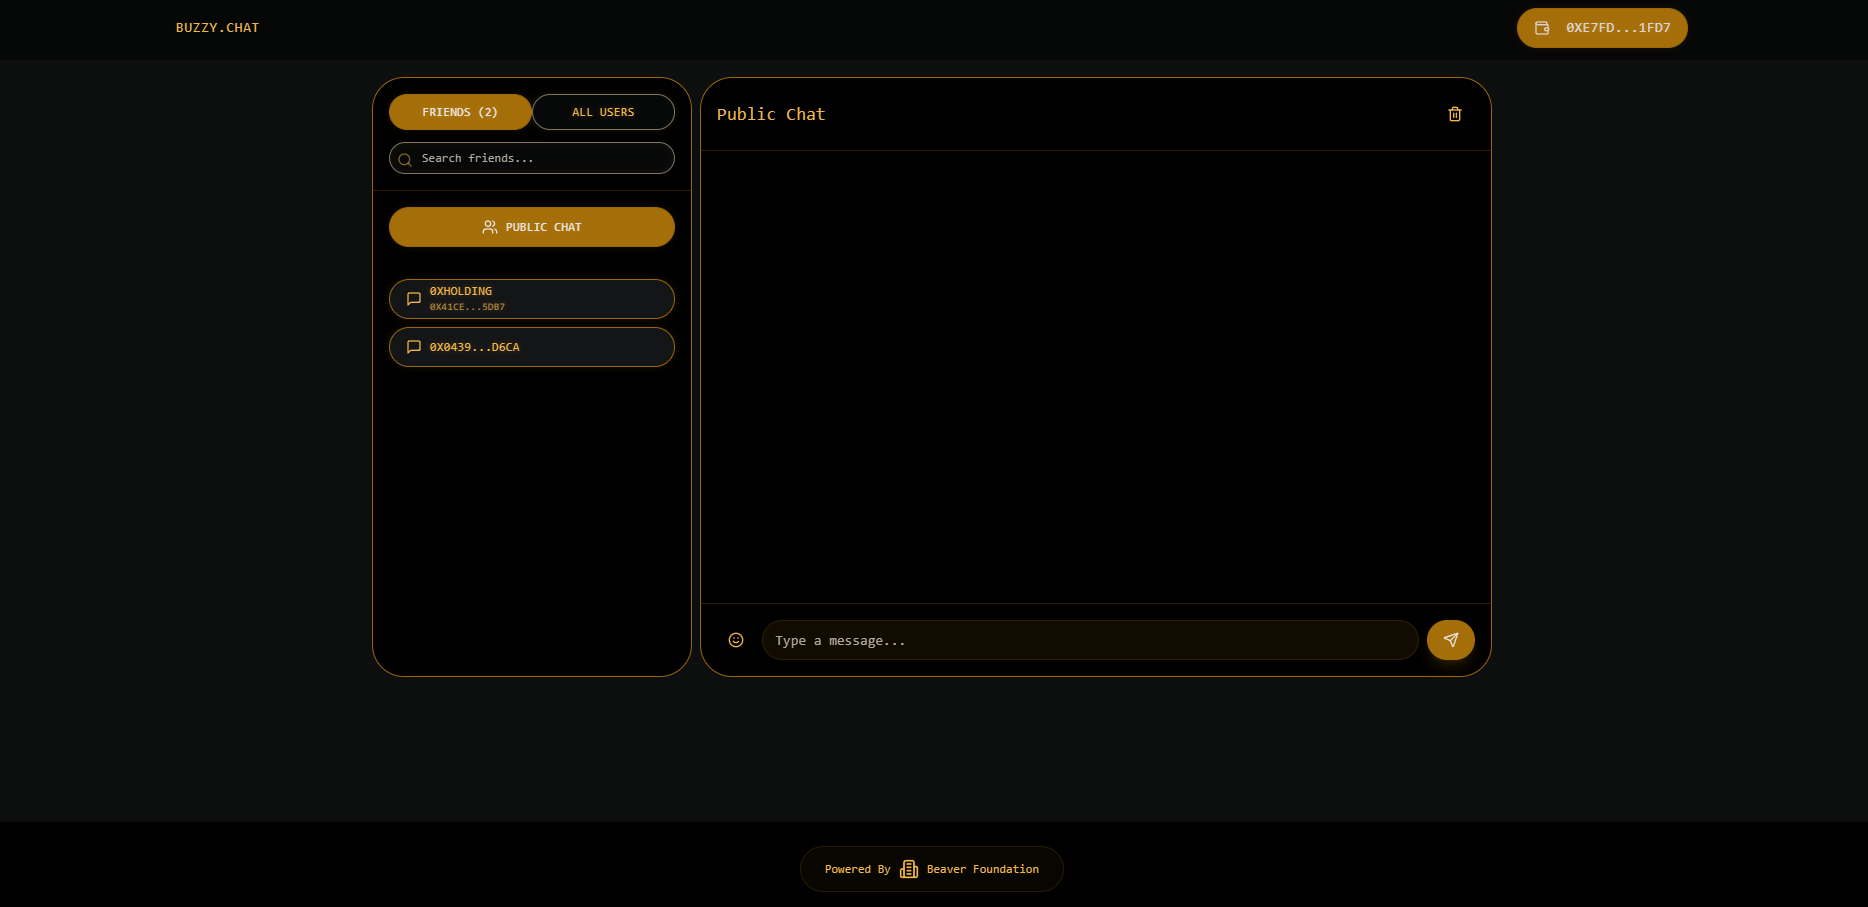 BUZZY.CHAT
0XE7FD...1FD7
FRIENDS (2)
ALL USERS
Search friends...
PUBLIC CHAT
0XHOLDING
0X41CE...5DB7
0X0439...D6CA
Public Chat
Type a message...
Powered By Beaver Foundation